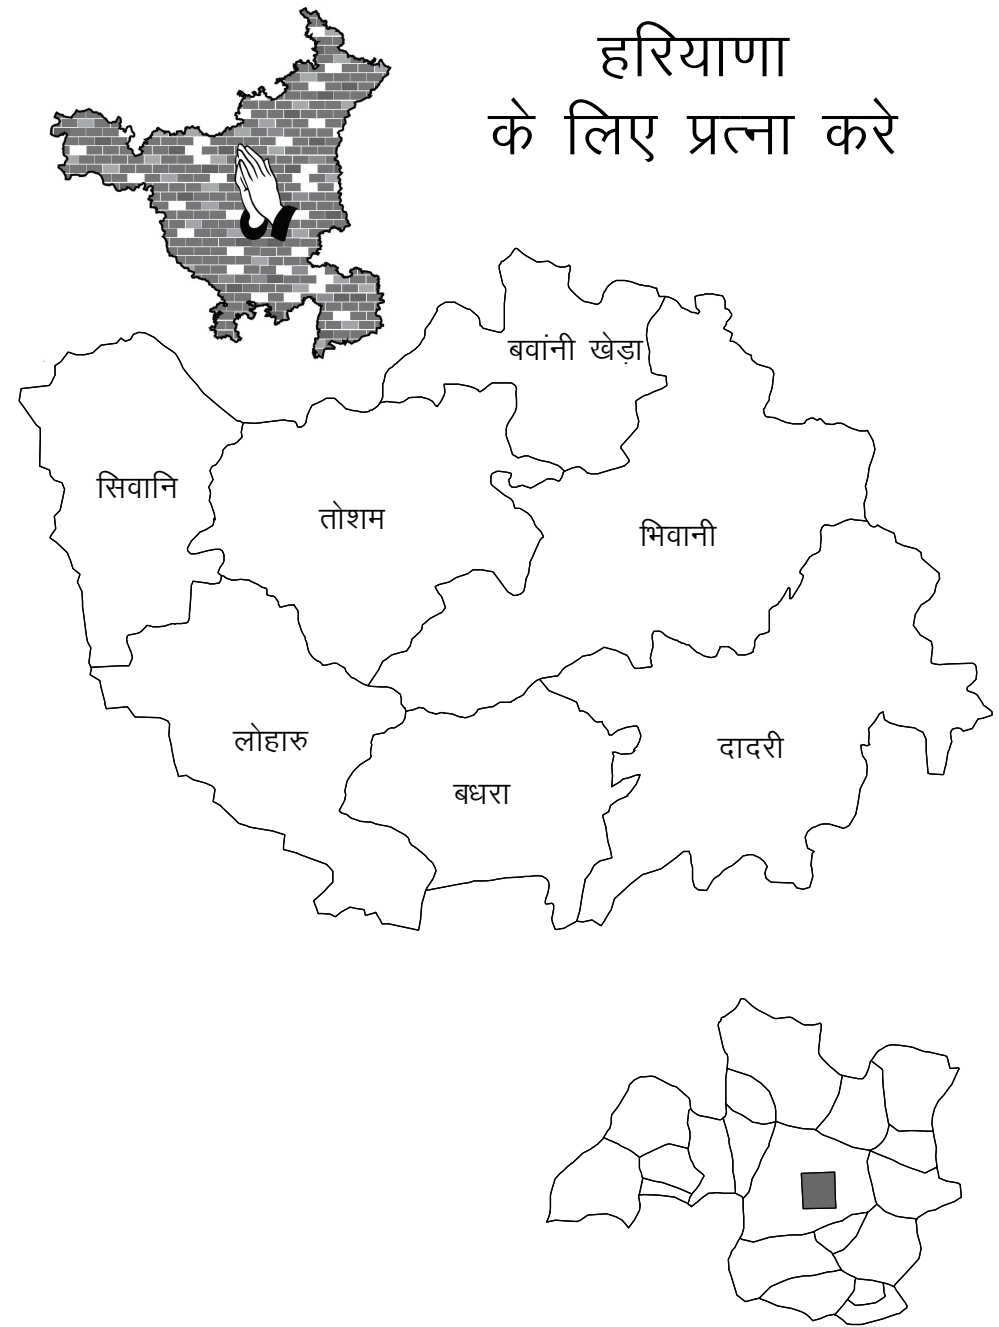 हरियाणा
के लिए प्रत्ना करे
बवांनी खेड़ा
सिवानि
तोशम
भिवानी
लोहारु
दादरी
बधरा